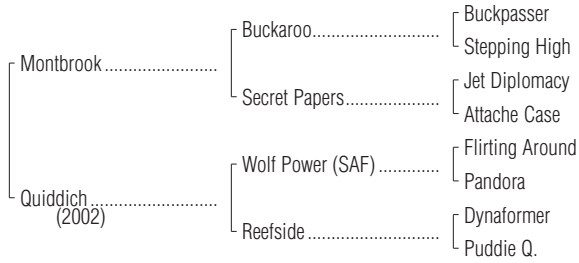 Buckpasser
Buckaroo
Stepping High
Montbrook
Jet Diplomacy
Secret Papers
Attache Case
Flirting Around
Wolf Power (SAF)
Pandora
Quiddich
(2002)
Dynaformer
Reefside
Puddie Q.